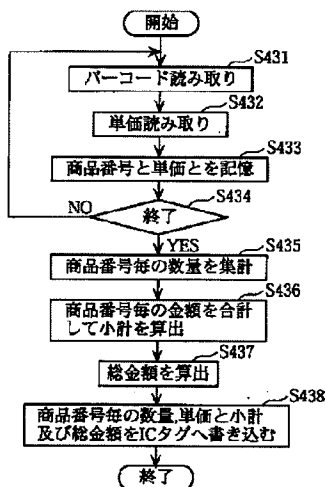 開始
S431
バーコード読み取り
S432
単価読み取り
S433
商品番号と単価とを記憶
S434
NO
終了
YES
S435
商品番号毎の数量を集計
S436
商品番号毎の金額を合計
して小計を算出
S437
総金額を算出
S438
商品番号毎の数量,単価と小計
及び総金額をICタグへ書き込む
終了